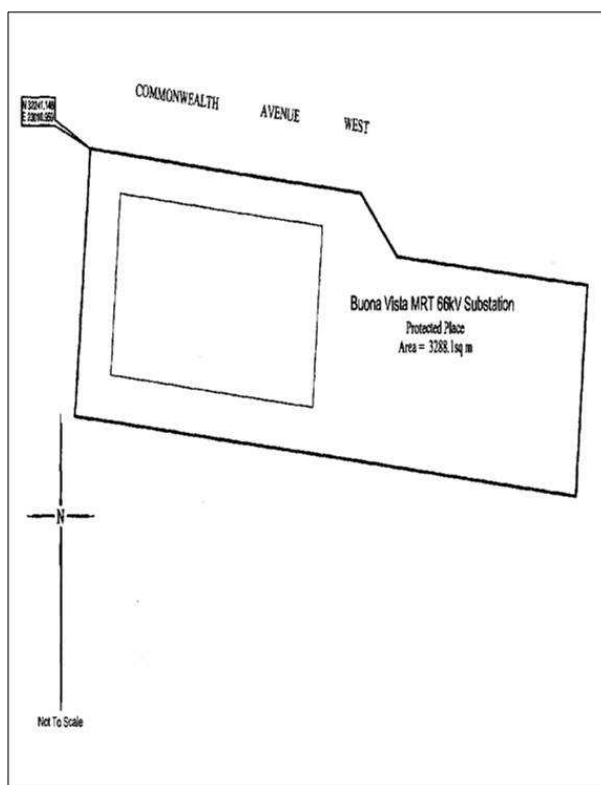 COMMONWEALTH AVENUE WEST
Buona Vista MRT 66kV Substation
Protected Place
Area = 3288.1sq m
N
Not To Scale